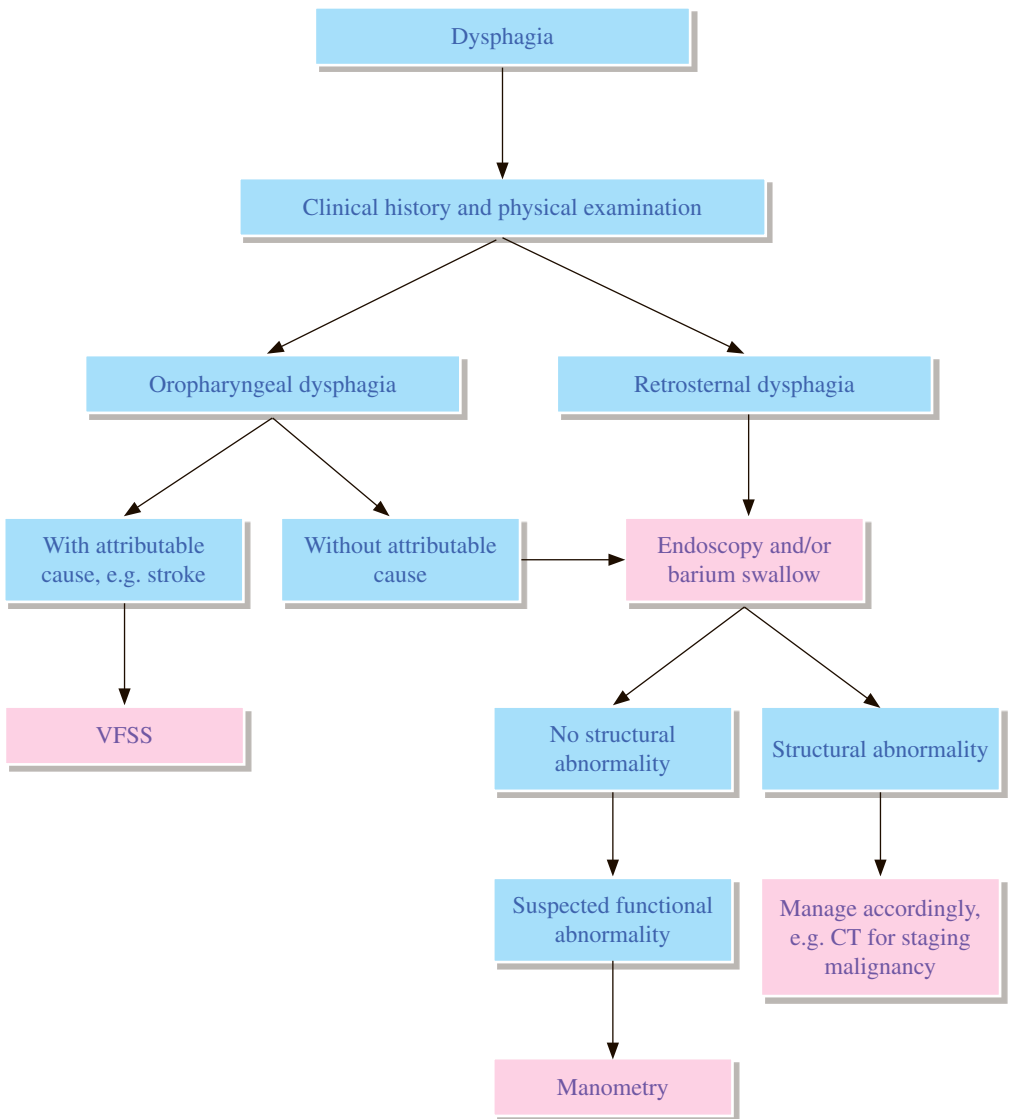 Dysphagia
Clinical history and physical examination
Oropharyngeal dysphagia
Retrosternal dysphagia
With attributable
cause, e.g. stroke
Without attributable
cause
Endoscopy and/or
barium swallow
VFSS
No structural
abnormality
Structural abnormality
Suspected functional
abnormality
Manage accordingly,
e.g. CT for staging
malignancy
Manometry